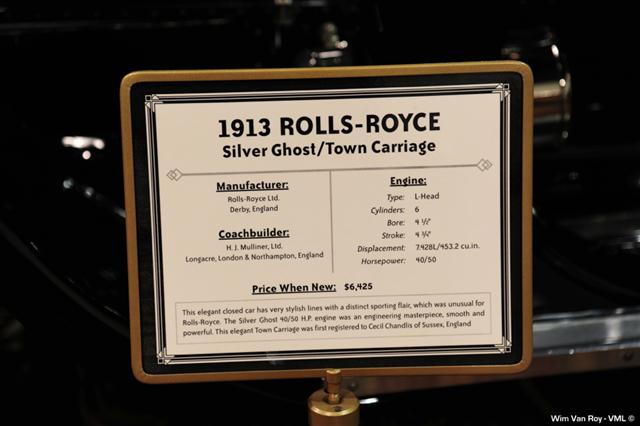 1913 ROLLS-ROYCE
Silver Ghost/Town Carriage
Manufacturer:
Rolls-Royce Ltd.
Derby, England
Coachbuilder:
H. J. Mulliner, Ltd.
Longacre, London & Northampton, England
Engine:
Type: L-Head
Cylinders: 6
Bore: 4 ½"
Stroke: 4 ¾"
Displacement: 7.428L/453.2 cu.in.
Horsepower: 40/50
Price When New: $6,425
This elegant closed car has very stylish lines with a distinct sporting flair, which was unusual for
Rolls-Royce. The Silver Ghost 40/50 H.P. engine was an engineering masterpiece, smooth and
powerful. This elegant Town Carriage was first registered to Cecil Chandlis of Sussex, England
Wim Van Roy - VML ©